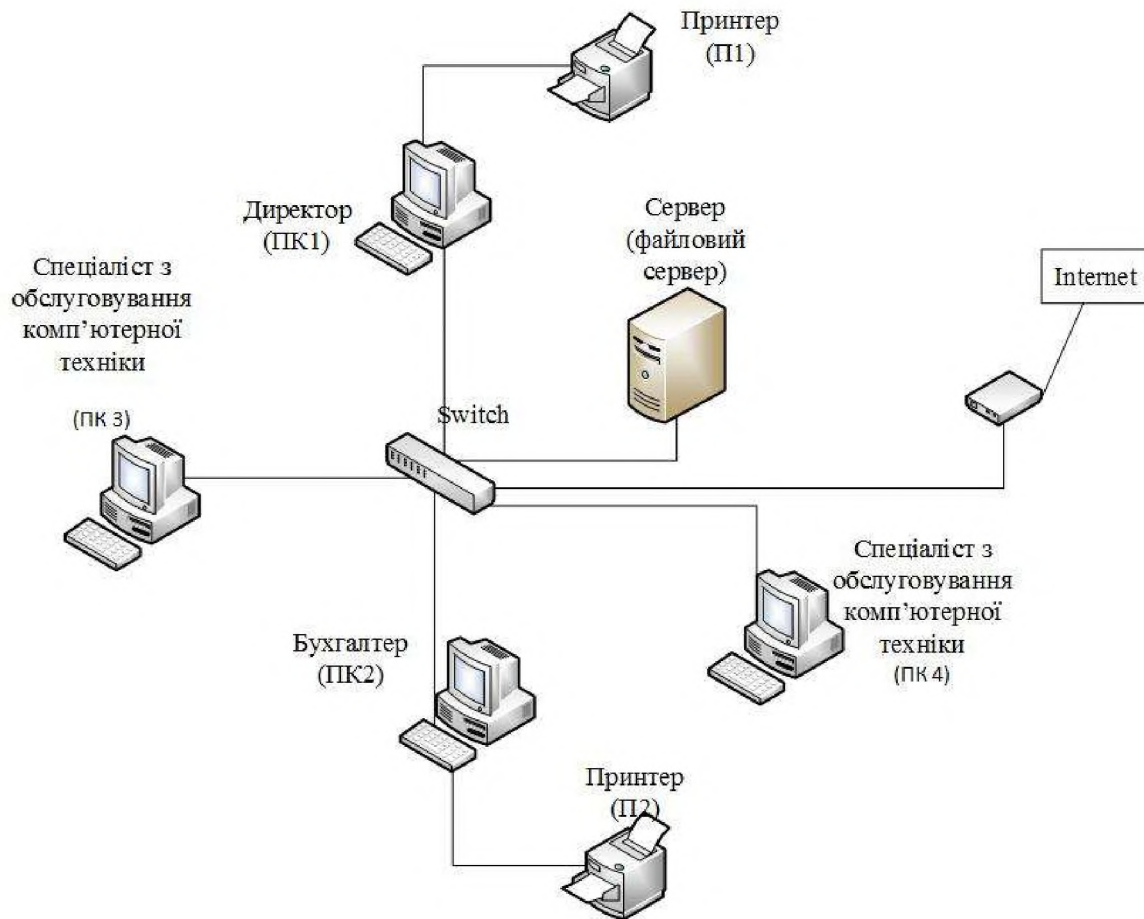 Принтер
(П1)
Директор
(ПК1)
Сервер
(файловий
сервер)
Internet
Спеціаліст з
обслуговування
комп’ютерної
техніки
(ПК 3)
Switch
Спеціаліст з
обслуговування
комп’ютерної
техніки
(ПК 4)
Бухгалтер
(ПК2)
Принтер
(П2)